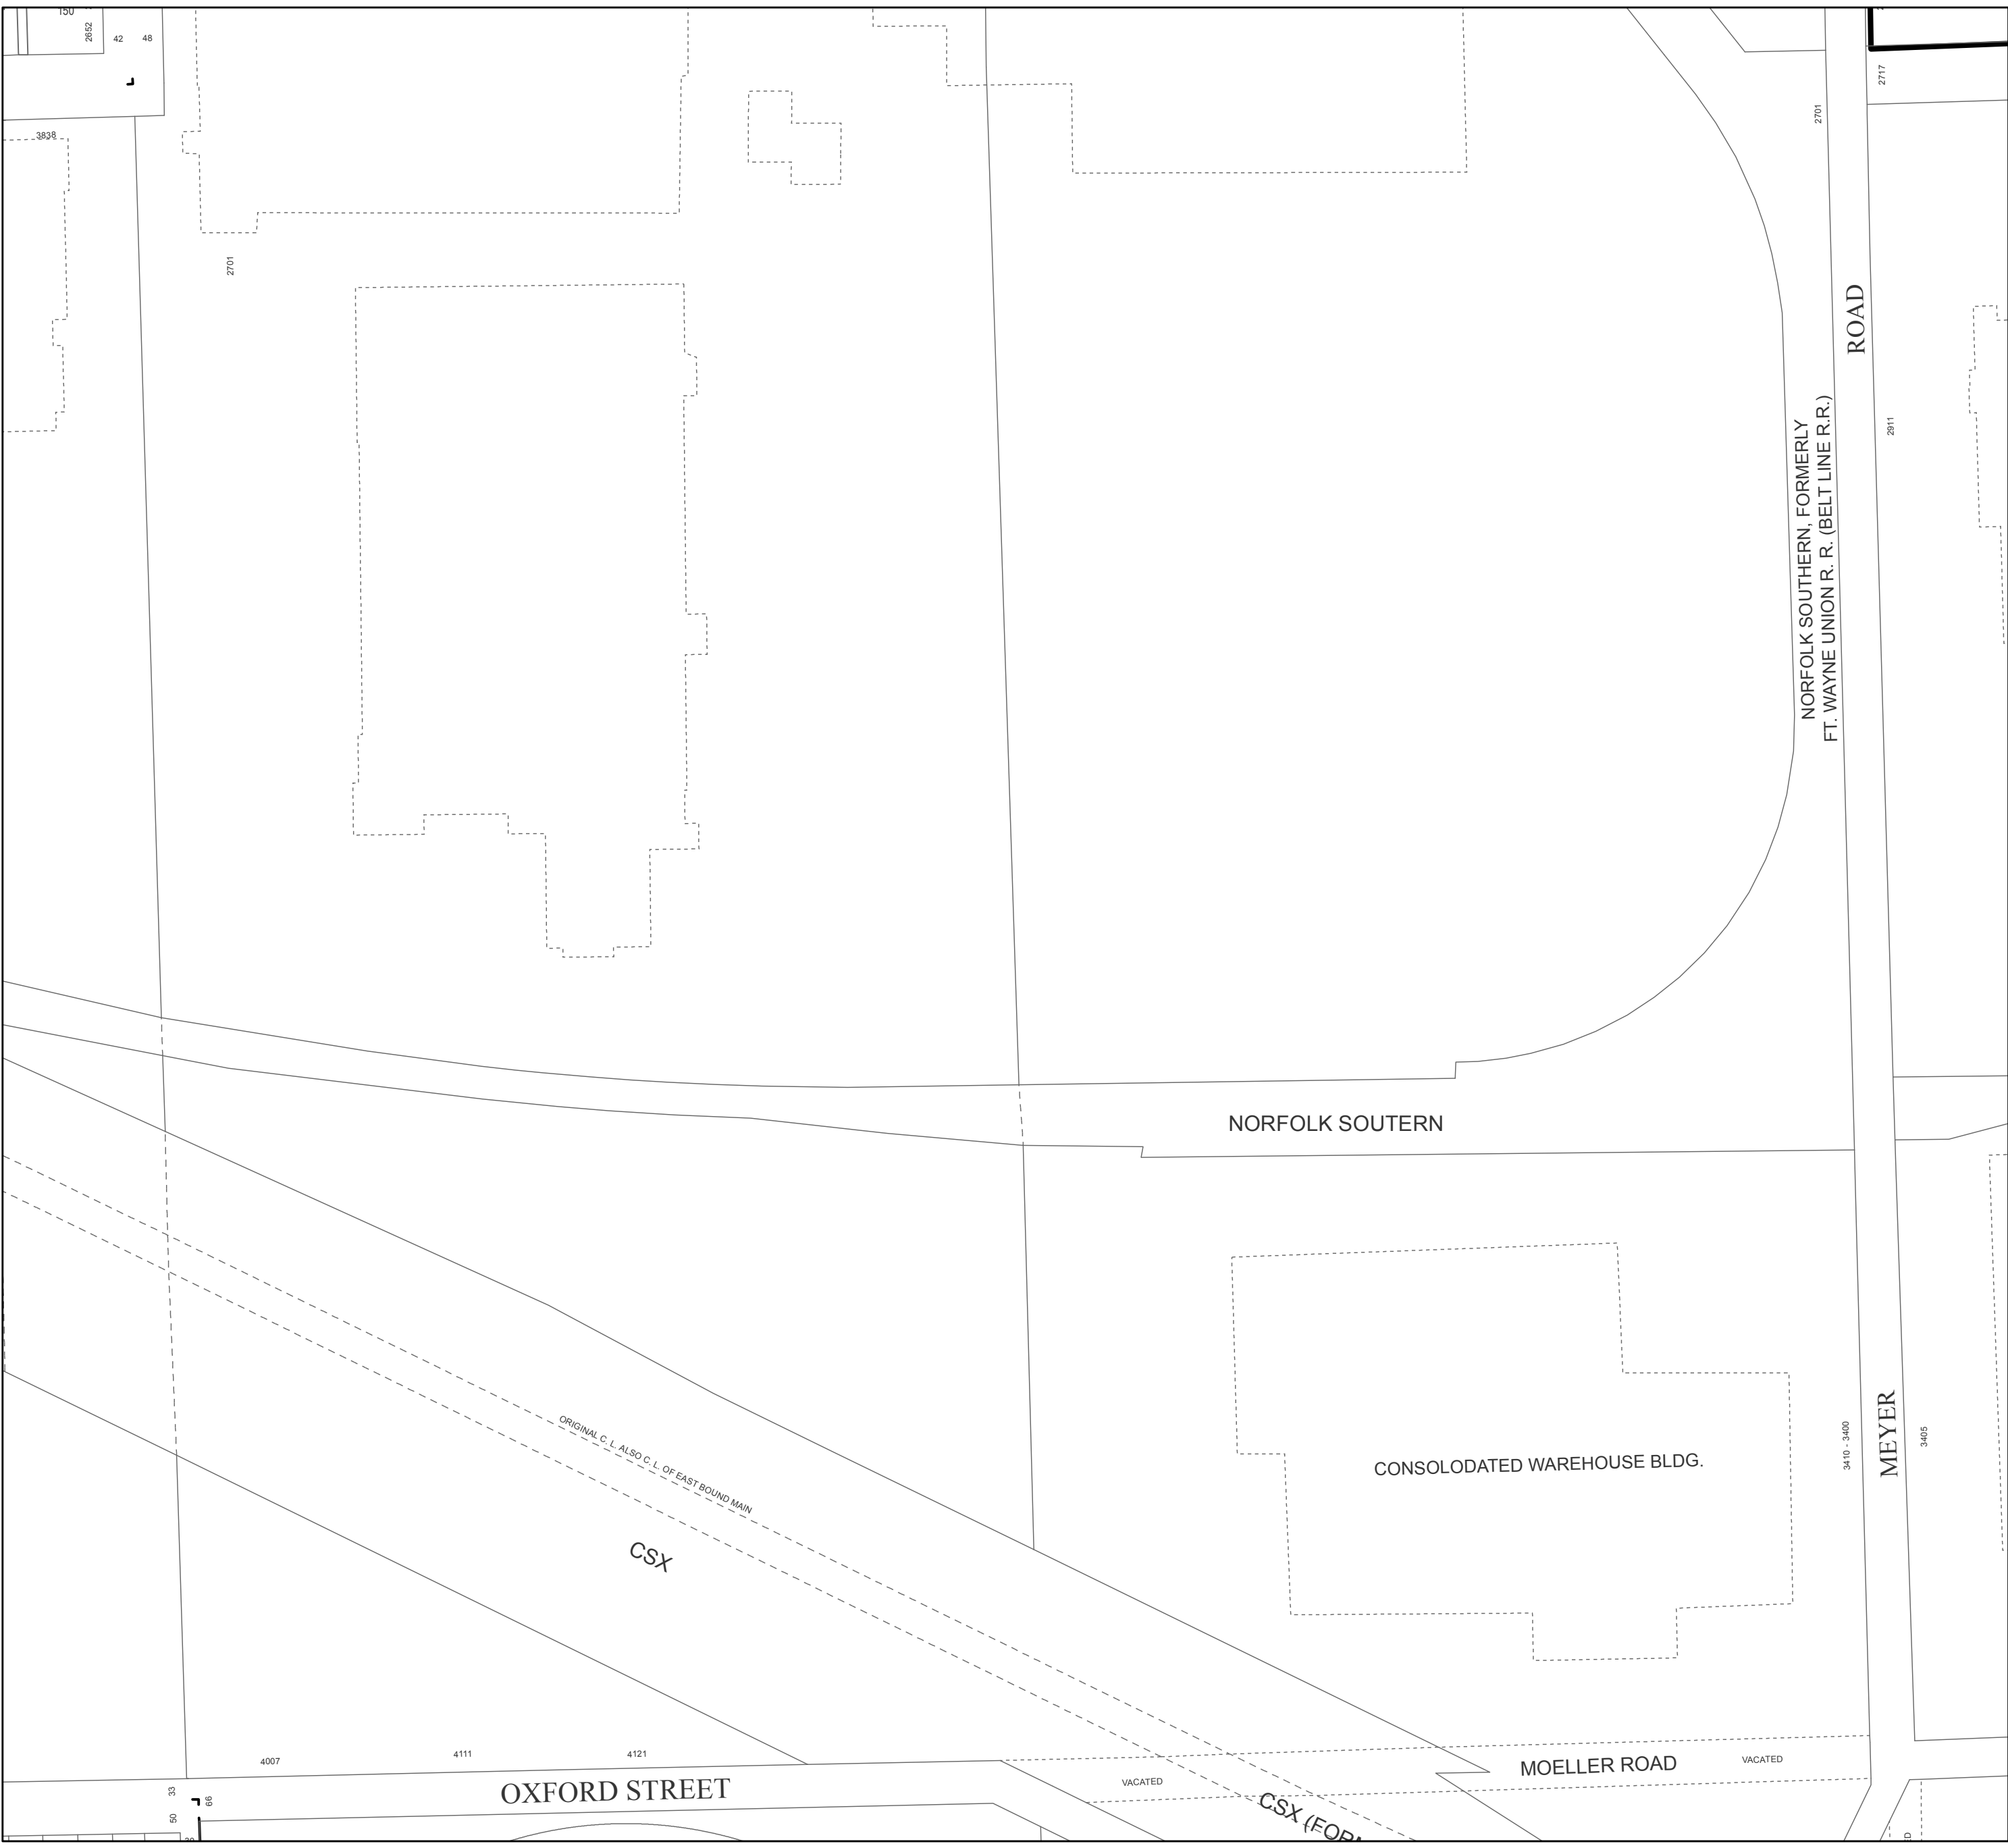 150
2652
42 48
3838
2701
2701
2717
ROAD
2911
NORFOLK SOUTHERN, FORMERLY
FT. WAYNE UNION R. R. (BELT LINE R.R.)
NORFOLK SOUTERN
ORIGINAL C. L. ALSO C. L. OF EAST BOUND MAIN
CSX
CONSOLODATED WAREHOUSE BLDG.
3410 - 3400
MEYER
3405
4007
4111
4121
OXFORD STREET
VACATED
MOELLER ROAD
VACATED
33
66
50
CSX (FOR